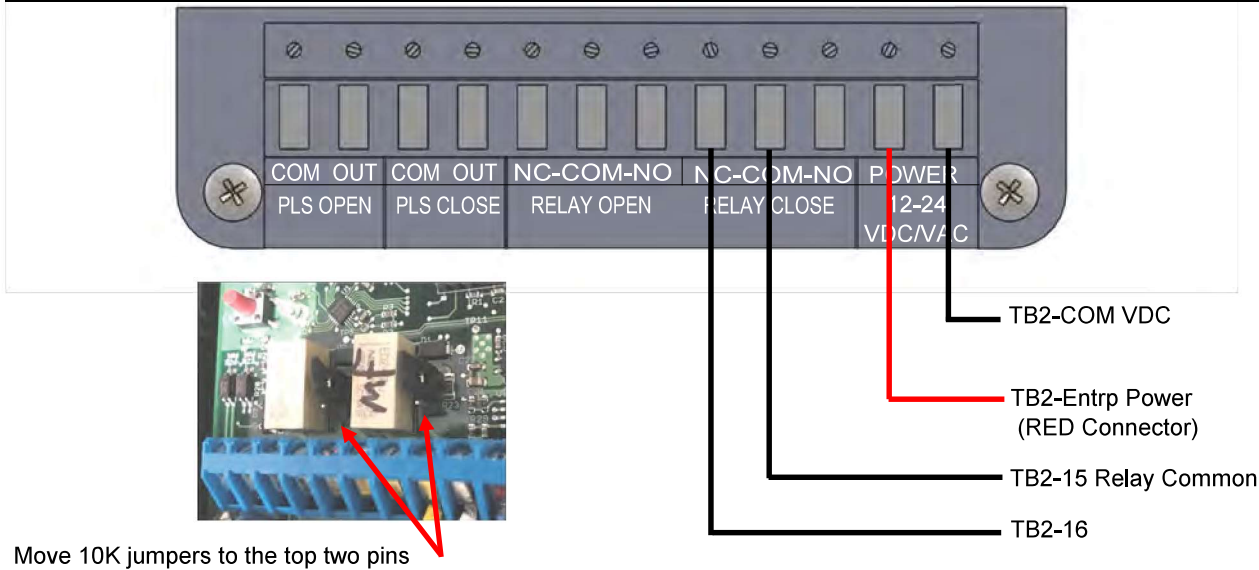 COM OUT COM OUT NC-COM-NO NC-COM-NO POWER
PLS OPEN PLS CLOSE RELAY OPEN RELAY CLOSE 12-24
VDC/VAC
TB2-COM VDC
TB2-Entrp Power
(RED Connector)
TB2-15 Relay Common
TB2-16
Move 10K jumpers to the top two pins